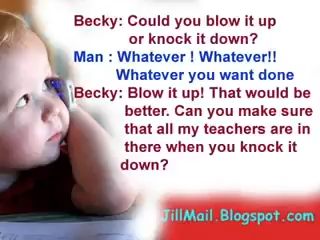 Becky: Could you blow it up
or knock it down?
Man : Whatever ! Whatever!!
Whatever you want done
Becky: Blow it up! That would be
better. Can you make sure
that all my teachers are in
there when you knock it
down?
JillMail.Blogspot.com